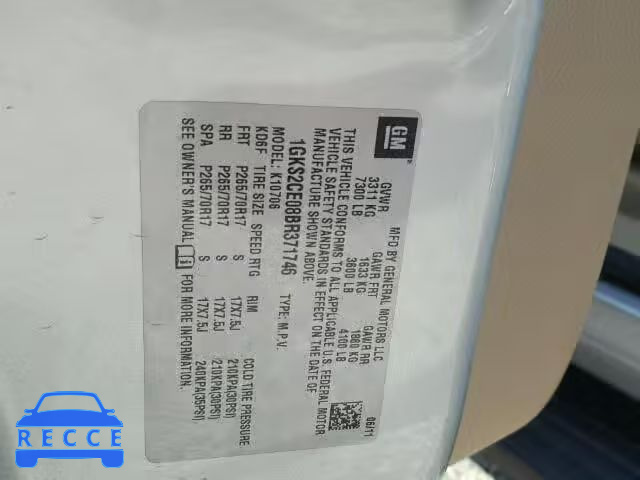 GM
MFD BY GENERAL MOTORS LLC
06/11
GVWR GAWR FRT GAWR RR
3311 KG 1633 KG 1860 KG
7300 LB 3600 LB 4100 LB
THIS VEHICLE CONFORMS TO ALL APPLICABLE U.S. FEDERAL MOTOR
VEHICLE SAFETY STANDARDS IN EFFECT ON THE DATE OF
MANUFACTURE SHOWN ABOVE.
1GKS2CE08BR371746 TYPE: M.P.V.
MODEL: K10706
KD6F TIRE SIZE SPEED RTG RIM COLD TIRE PRESSURE
FRT P265/70R17 S 17X7.5J 210KPA(30PSI)
RR P265/70R17 S 17X7.5J 210KPA(30PSI)
SPA P265/70R17 S 17X7.5J 240KPA(35PSI)
SEE OWNER'S MANUAL FOR MORE INFORMATION.
RECCE